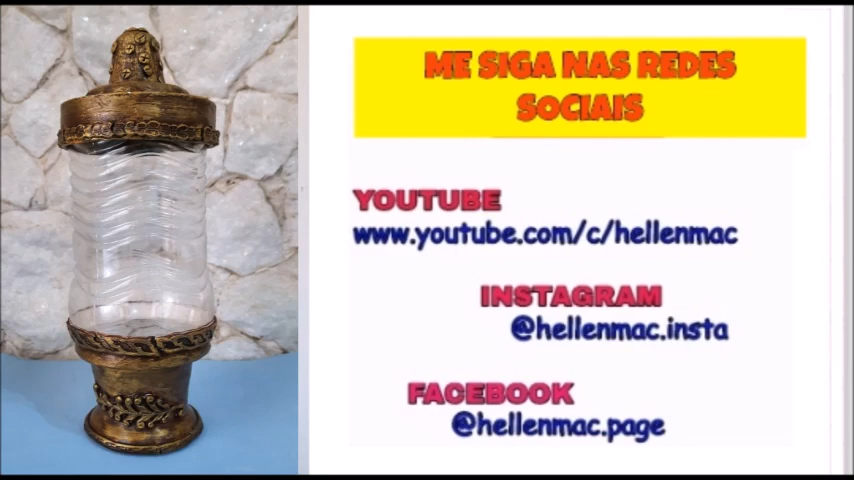 ME SIGA NAS REDES
SOCIAIS
YOUTUBE
www.youtube.com/c/hellenmac
INSTAGRAM
@hellenmac.insta
FACEBOOK
@hellenmac.page